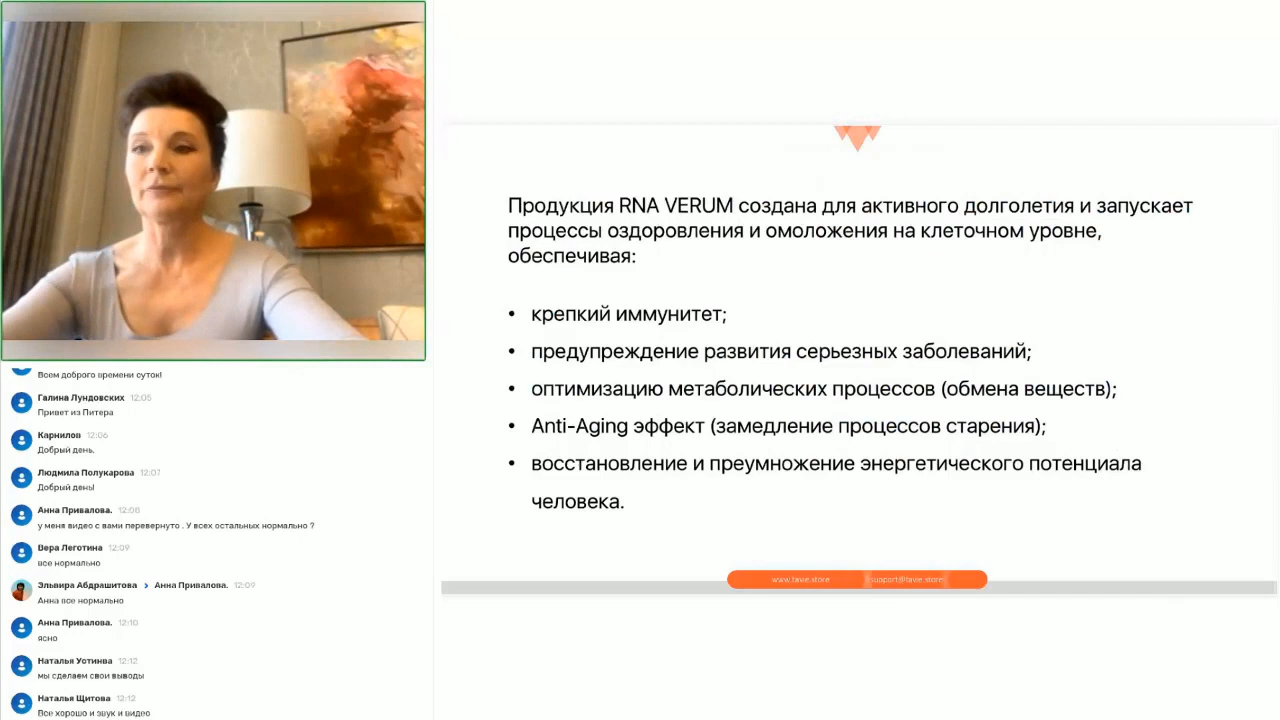 Всем доброго времени суток!
Галина Лундовских 12:05
Привет из Питера
Карнилов 12:06
Добрый день.
Людмила Полукарова 12:07
Добрый день!
Анна Привалова. 12:08
у меня видео с вами перевернуто . У всех остальных нормально ?
Вера Леготина 12:09
все нормально
Эльвира Абдрашитова > Анна Привалова. 12:09
Анна все нормально
Анна Привалова. 12:10
ясно
Наталья Устинва 12:12
мы сделаем свои выводы
Наталья Щитова 12:12
Все хорошо и звук и видео
Продукция RNA VERUM создана для активного долголетия и запускает
процессы оздоровления и омоложения на клеточном уровне,
обеспечивая:
• крепкий иммунитет;
• предупреждение развития серьезных заболеваний;
• оптимизацию метаболических процессов (обмена веществ);
• Anti-Aging эффект (замедление процессов старения);
• восстановление и преумножение энергетического потенциала
человека.
www.tavie.store support@tavie.store